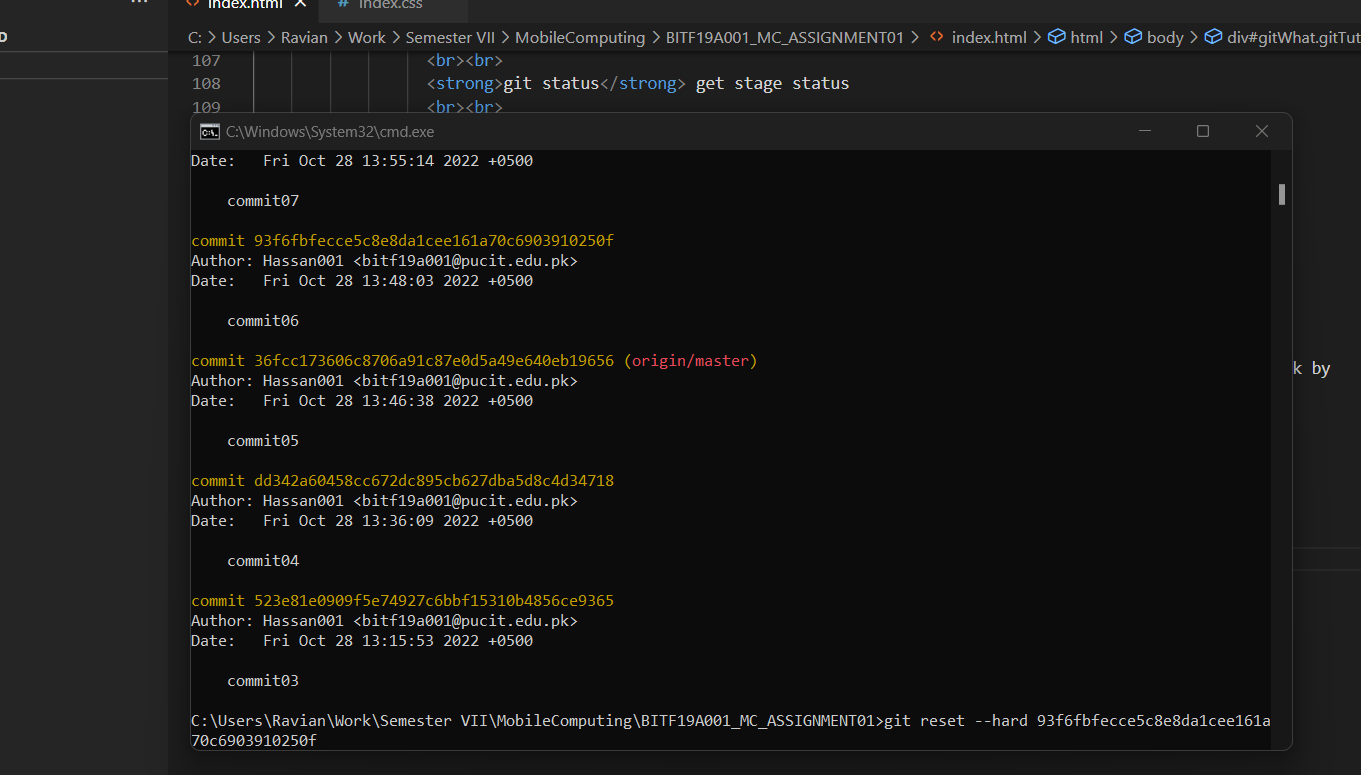 index.html
# index.css
C: > Users > Ravian > Work > Semester VII > MobileComputing > BITF19A001_MC_ASSIGNMENT01 > <> index.html > html > body > div#gitWhat.gitTut
107 <br><br>
108 <strong>git status</strong> get stage status
109 <br><br>
C:\Windows\System32\cmd.exe
Date:   Fri Oct 28 13:55:14 2022 +0500
commit07
commit 93f6fbfecce5c8e8da1cee161a70c6903910250f
Author: Hassan001 <bitf19a001@pucit.edu.pk>
Date:   Fri Oct 28 13:48:03 2022 +0500
commit06
commit 36fcc173606c8706a91c87e0d5a49e640eb19656 (origin/master)
Author: Hassan001 <bitf19a001@pucit.edu.pk>
k by
Date:   Fri Oct 28 13:46:38 2022 +0500
commit05
commit dd342a60458cc672dc895cb627dba5d8c4d34718
Author: Hassan001 <bitf19a001@pucit.edu.pk>
Date:   Fri Oct 28 13:36:09 2022 +0500
commit04
commit 523e81e0909f5e74927c6bbf15310b4856ce9365
Author: Hassan001 <bitf19a001@pucit.edu.pk>
Date:   Fri Oct 28 13:15:53 2022 +0500
commit03
C:\Users\Ravian\Work\Semester VII\MobileComputing\BITF19A001_MC_ASSIGNMENT01>git reset --hard 93f6fbfecce5c8e8da1cee161a
70c6903910250f